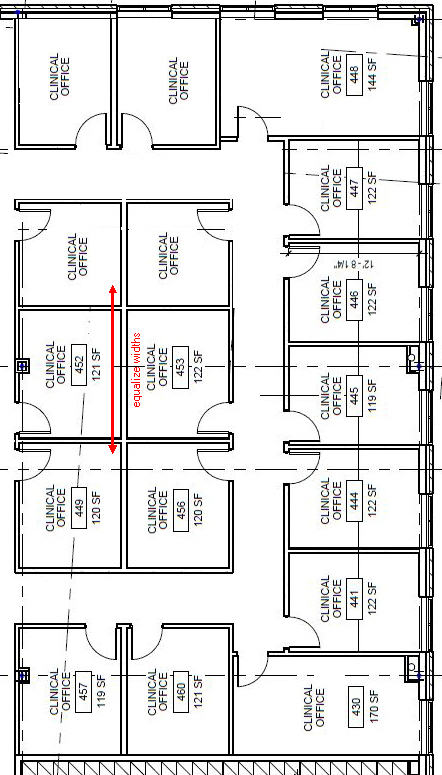 CLINICAL
OFFICE
CLINICAL
OFFICE
CLINICAL
OFFICE
448
144 SF
CLINICAL
OFFICE
447
122 SF
CLINICAL
OFFICE
CLINICAL
OFFICE
12'-8 1/4"
CLINICAL
OFFICE
446
122 SF
equalize widths
CLINICAL
OFFICE
452
121 SF
CLINICAL
OFFICE
453
122 SF
CLINICAL
OFFICE
445
119 SF
CLINICAL
OFFICE
449
120 SF
CLINICAL
OFFICE
456
120 SF
CLINICAL
OFFICE
444
122 SF
CLINICAL
OFFICE
441
122 SF
CLINICAL
OFFICE
457
119 SF
CLINICAL
OFFICE
460
121 SF
CLINICAL
OFFICE
430
170 SF